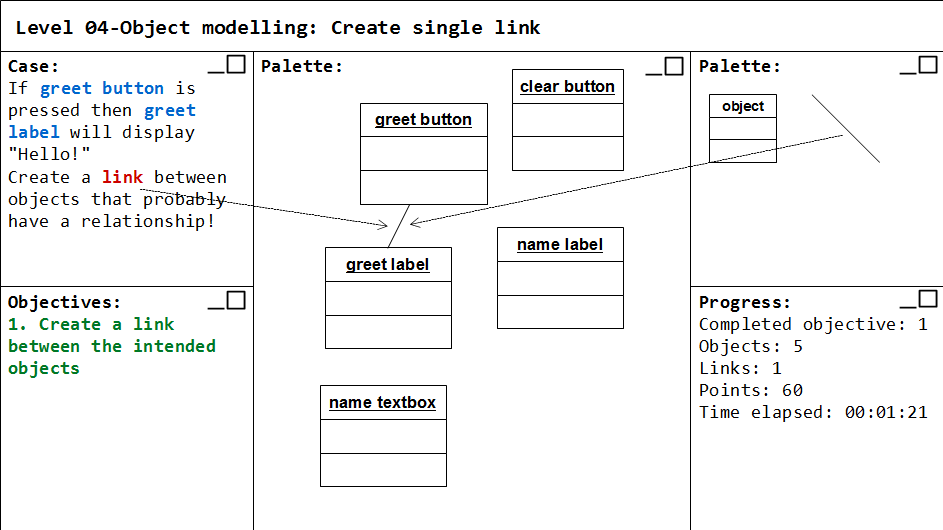 Level 04-Object modelling: Create single link
Case:
If greet button is
pressed then greet
label will display
"Hello!"
Create a link between
objects that probably
have a relationship!
Objectives:
1. Create a link
between the intended
objects
Palette:
clear button
greet button
name label
greet label
name textbox
Palette:
object
Progress:
Completed objective: 1
Objects: 5
Links: 1
Points: 60
Time elapsed: 00:01:21